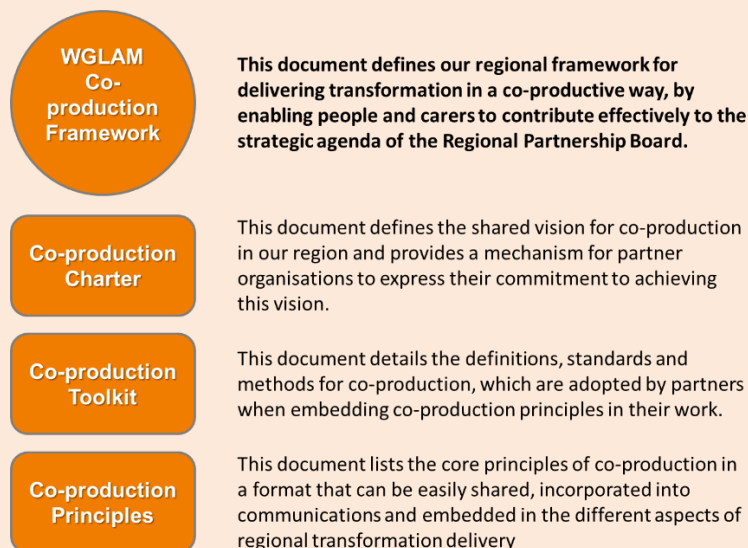 WGLAM
Co-
production
Framework
This document defines our regional framework for
delivering transformation in a co-productive way, by
enabling people and carers to contribute effectively to the
strategic agenda of the Regional Partnership Board.
Co-production
Charter
This document defines the shared vision for co-production
in our region and provides a mechanism for partner
organisations to express their commitment to achieving
this vision.
Co-production
Toolkit
This document details the definitions, standards and
methods for co-production, which are adopted by partners
when embedding co-production principles in their work.
Co-production
Principles
This document lists the core principles of co-production in
a format that can be easily shared, incorporated into
communications and embedded in the different aspects of
regional transformation delivery